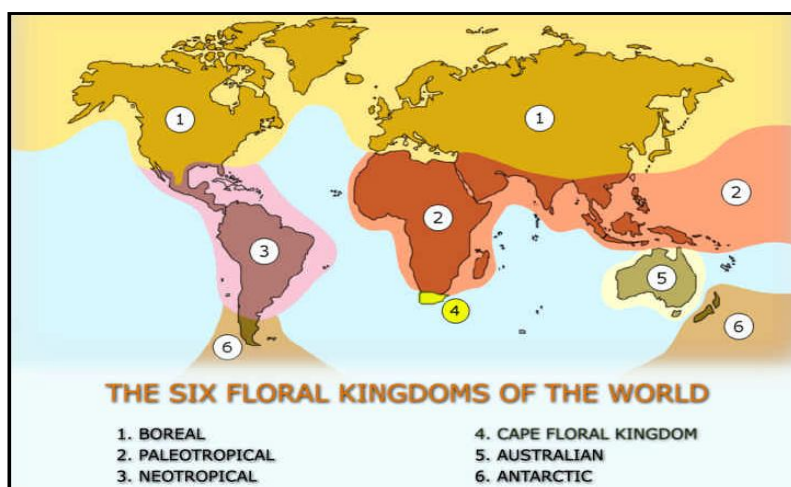 1
1
2
2
3
4
5
6
6
THE SIX FLORAL KINGDOMS OF THE WORLD
1. BOREAL
2. PALEOTROPICAL
3. NEOTROPICAL
4. CAPE FLORAL KINGDOM
5. AUSTRALIAN
6. ANTARCTIC